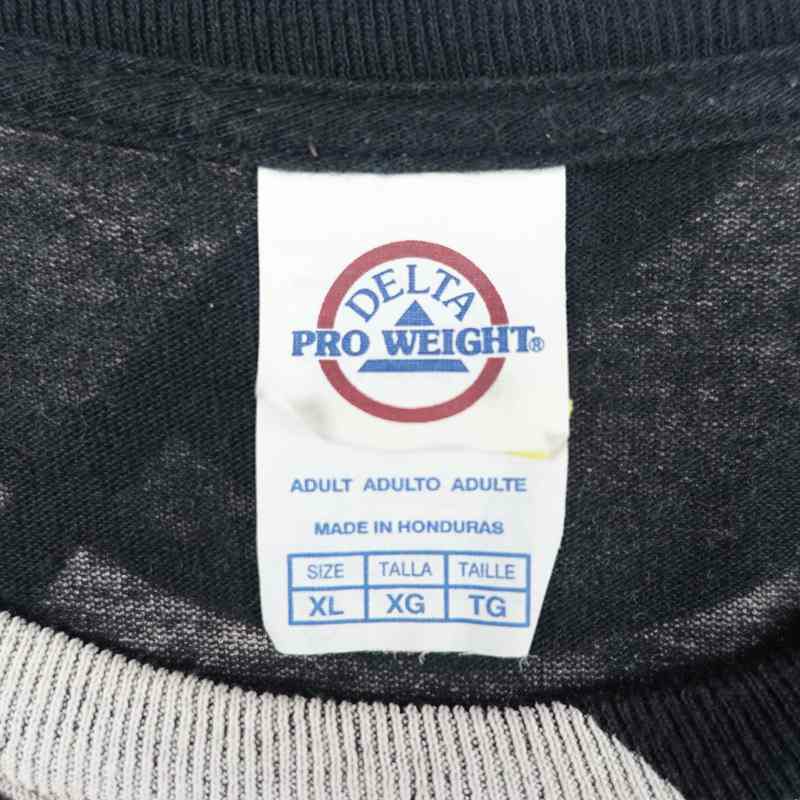 DELTA
PRO WEIGHT®
ADULT ADULTO ADULTE
MADE IN HONDURAS
SIZE TALLA TAILLE
XL XG TG